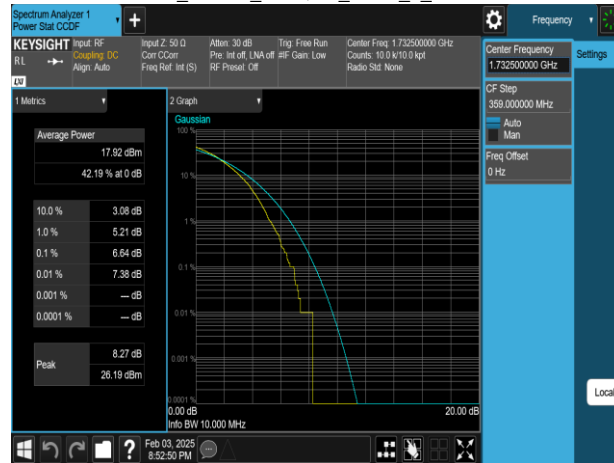 Spectrum Analyzer 1
Power Stat CCDF
Frequency
KEYSIGHT
RL
LXI
Input: RF
Coupling: DC
Align: Auto
Input Z: 50 Ω
Corr CCorr
Freq Ref: Int (S)
Atten: 30 dB
Pre: Int off, LNA off
RF Presel: Off
Trig: Free Run
#IF Gain: Low
Center Freq: 1.732500000 GHz
Counts: 10.0 k/10.0 kpt
Radio Std: None
Center Frequency
1.732500000 GHz
Settings
CF Step
359.000000 MHz
Auto
Man
Freq Offset
0 Hz
Local
1 Metrics
Average Power
17.92 dBm
42.19 % at 0 dB
10.0 % 3.08 dB
1.0 % 5.21 dB
0.1 % 6.64 dB
0.01 % 7.38 dB
0.001 % --- dB
0.0001 % --- dB
Peak
8.27 dB
26.19 dBm
2 Graph
Gaussian
100 %
10 %
1 %
0.1 %
0.01 %
0.001 %
0.0001 %
0.00 dB
20.00 dB
Info BW 10.000 MHz
?
Feb 03, 2025
8:52:50 PM